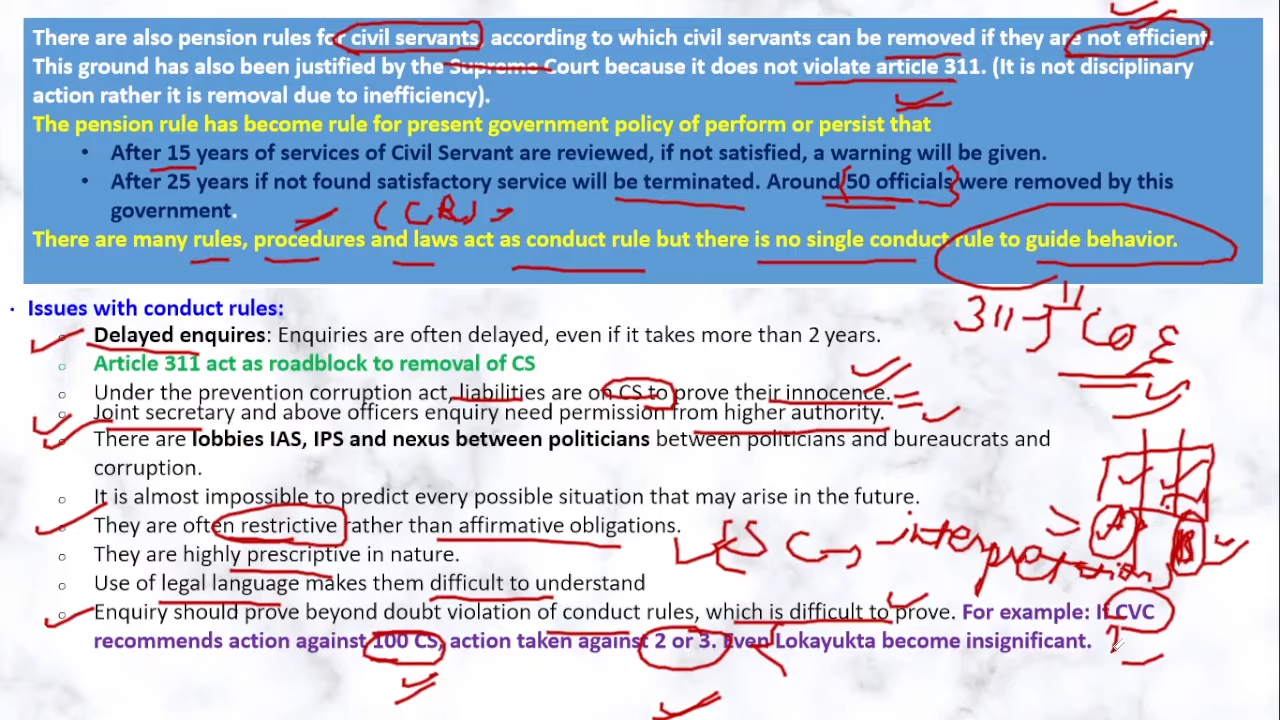 There are also pension rules for civil servants, according to which civil servants can be removed if they are not efficient.
This ground has also been justified by the Supreme Court because it does not violate article 311. (It is not disciplinary
action rather it is removal due to inefficiency).
The pension rule has become rule for present government policy of perform or persist that
• After 15 years of services of Civil Servant are reviewed, if not satisfied, a warning will be given.
• After 25 years if not found satisfactory service will be terminated. Around 50 officials were removed by this
government.
(CR)
There are many rules, procedures and laws act as conduct rule but there is no single conduct rule to guide behavior.
311
• Issues with conduct rules:
○ Delayed enquires: Enquiries are often delayed, even if it takes more than 2 years.
○ Article 311 act as roadblock to removal of CS
○ Under the prevention corruption act, liabilities are on CS to prove their innocence.
○ Joint secretary and above officers enquiry need permission from higher authority.
○ There are lobbies IAS, IPS and nexus between politicians between politicians and bureaucrats and
corruption.
○ It is almost impossible to predict every possible situation that may arise in the future.
○ They are often restrictive rather than affirmative obligations.
interpretation
A
B
○ They are highly prescriptive in nature.
○ Use of legal language makes them difficult to understand
○ Enquiry should prove beyond doubt violation of conduct rules, which is difficult to prove. For example: If CVC
recommends action against 100 CS, action taken against 2 or 3. Even Lokayukta become insignificant.